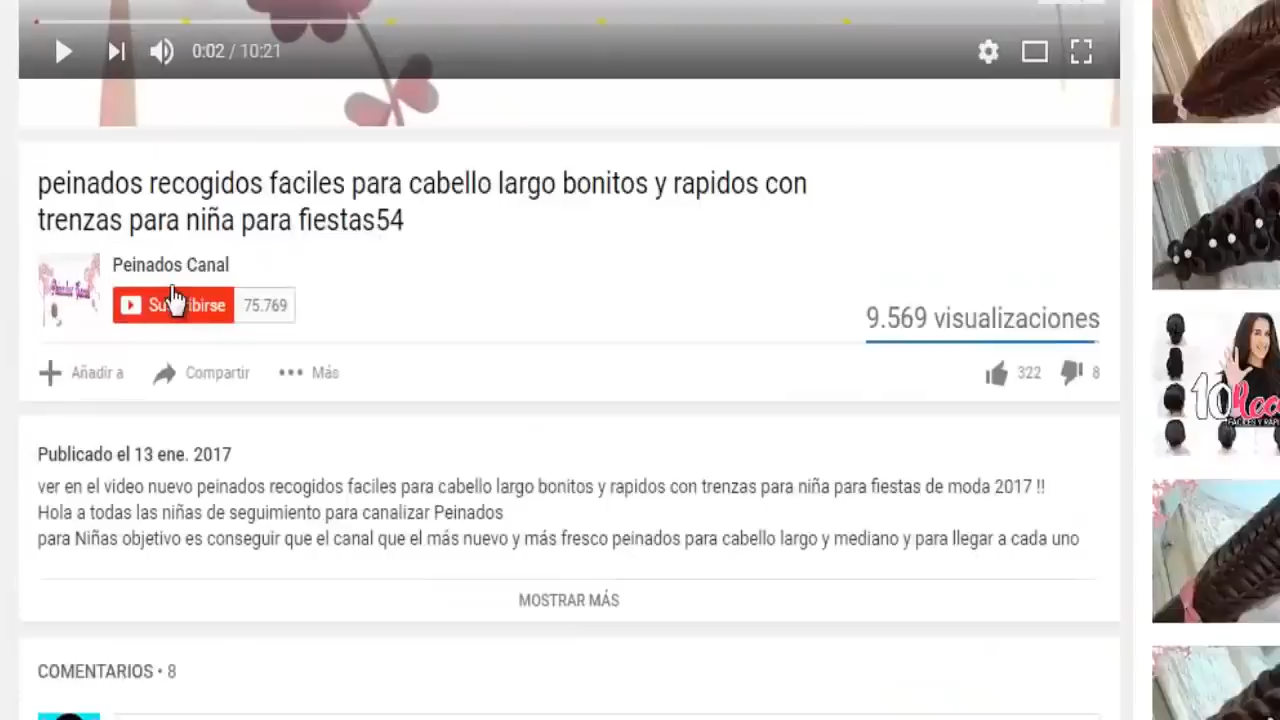 0:02 / 10:21
peinados recogidos faciles para cabello largo bonitos y rapidos con
trenzas para niña para fiestas54
Peinados Canal
Suscribirse 75.769
9.569 visualizaciones
Añadir a Compartir Más 322 8
Publicado el 13 ene. 2017
ver en el video nuevo peinados recogidos faciles para cabello largo bonitos y rapidos con trenzas para niña para fiestas de moda 2017 !!
Hola a todas las niñas de seguimiento para canalizar Peinados
para Niñas objetivo es conseguir que el canal que el más nuevo y más fresco peinados para cabello largo y mediano y para llegar a cada uno
MOSTRAR MÁS
COMENTARIOS • 8
10